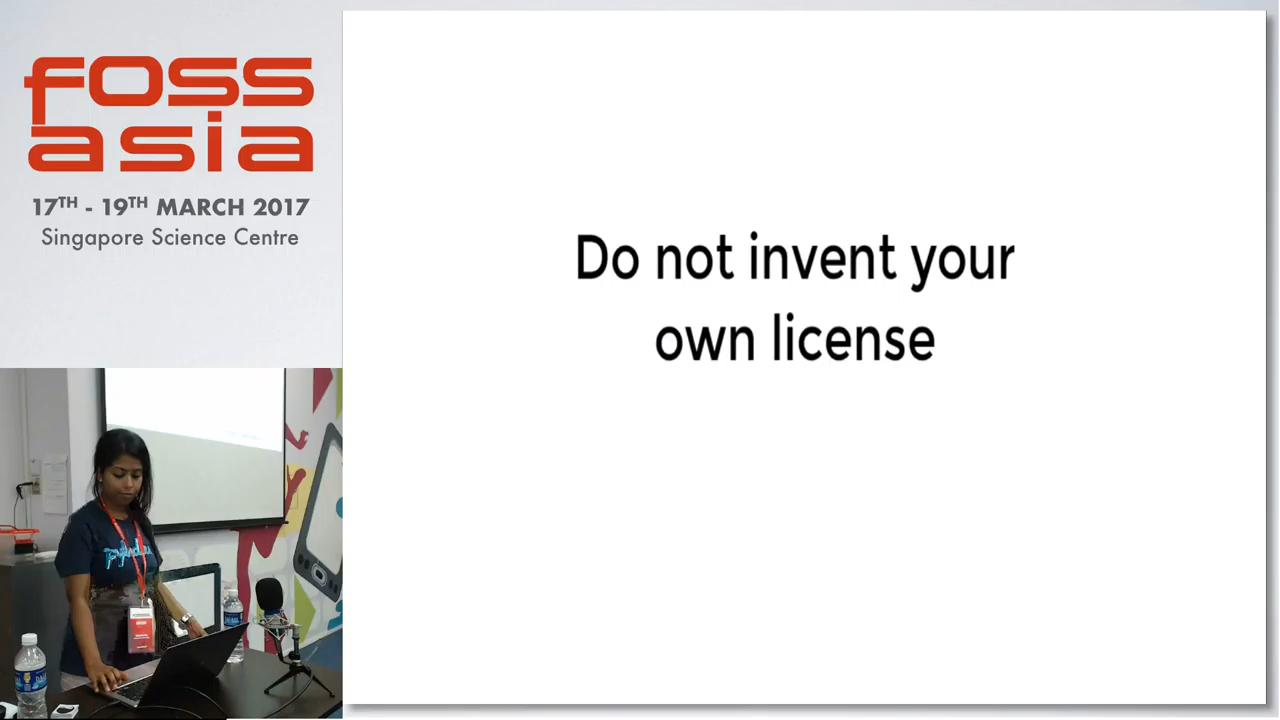 foss
asia
17TH - 19TH MARCH 2017
Singapore Science Centre
Do not invent your
own license